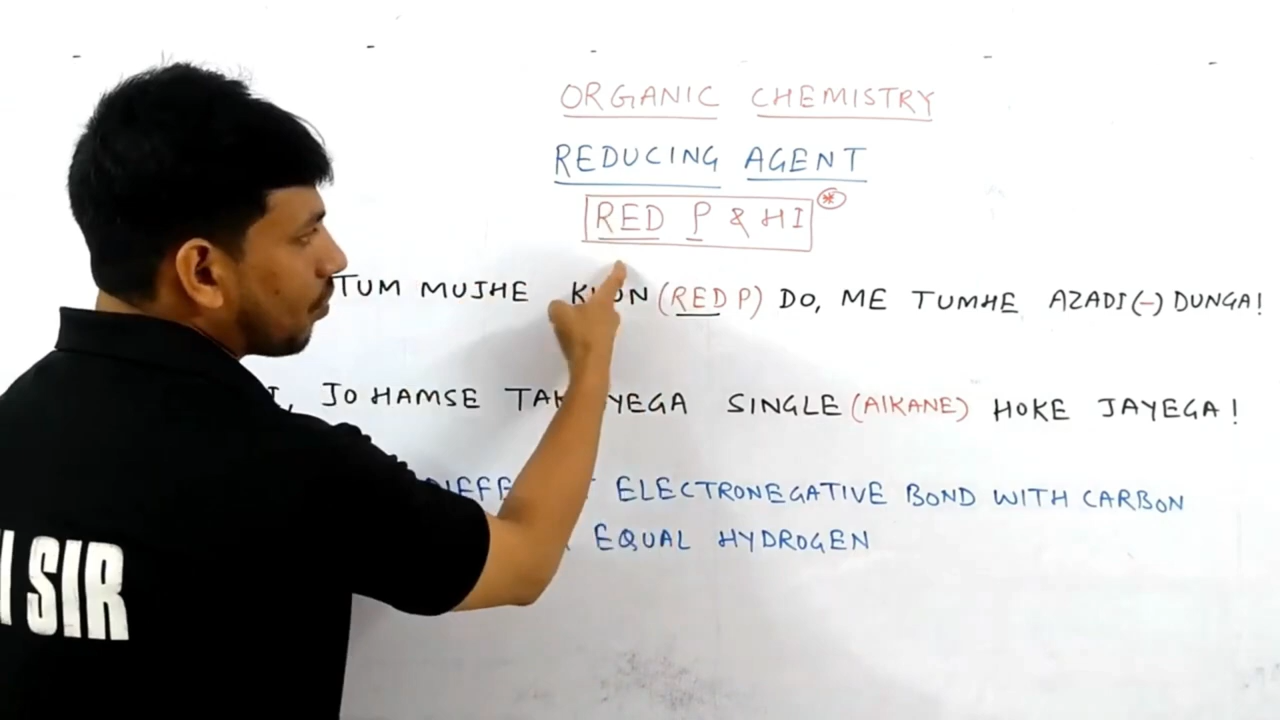 ORGANIC CHEMISTRY
REDUCING AGENT
RED P & HI *
TUM MUJHE (RED P) DO, ME TUMHE AZADI(-) DUNGA!
JO HAMSE SINGLE (AlKANE) HOKE JAYEGA!
ELECTRONEGATIVE BOND WITH CARBON
EQUAL HYDROGEN
SIR